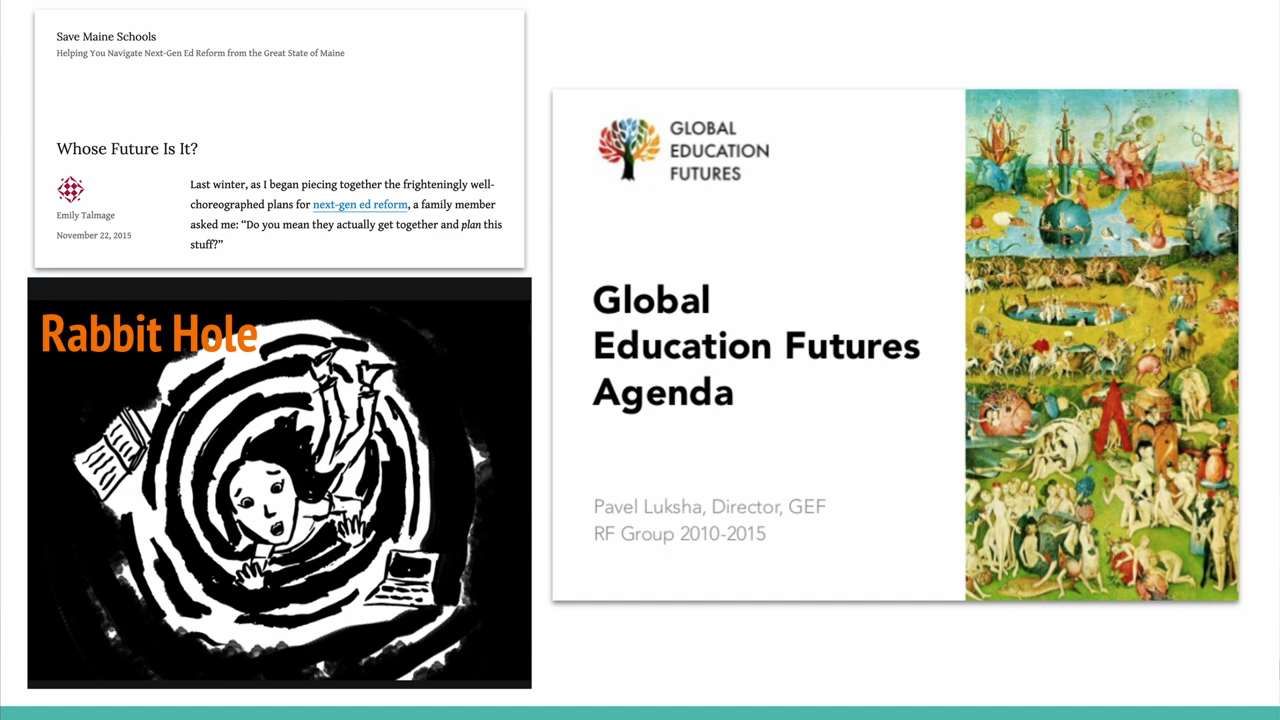 Save Maine Schools
Helping You Navigate Next-Gen Ed Reform from the Great State of Maine
Whose Future Is It?
Emily Talmage
November 22, 2015
Last winter, as I began piecing together the frighteningly well-
choreographed plans for next-gen ed reform, a family member
asked me: “Do you mean they actually get together and plan this
stuff?”
Rabbit Hole
GLOBAL
EDUCATION
FUTURES
Global
Education Futures
Agenda
Pavel Luksha, Director, GEF
RF Group 2010-2015